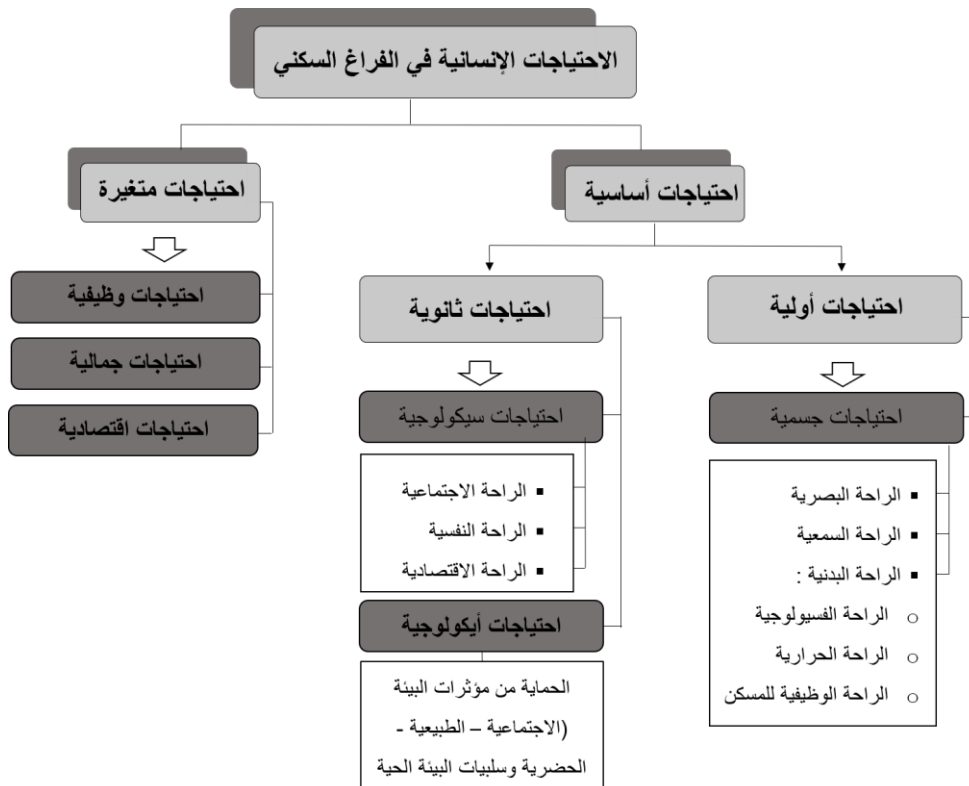 الاحتياجات الإنسانية في الفراغ السكني
احتياجات أساسية
احتياجات أولية
احتياجات جسمية
▪ الراحة البصرية
▪ الراحة السمعية
▪ الراحة البدنية :
o الراحة الفسيولوجية
o الراحة الحرارية
o الراحة الوظيفية للمسكن
احتياجات ثانوية
احتياجات سيكولوجية
▪ الراحة الاجتماعية
▪ الراحة النفسية
▪ الراحة الاقتصادية
احتياجات أيكولوجية
الحماية من مؤثرات البيئة
(الاجتماعية – الطبيعية -
الحضرية وسلبيات البيئة الحية
احتياجات متغيرة
احتياجات وظيفية
احتياجات جمالية
احتياجات اقتصادية